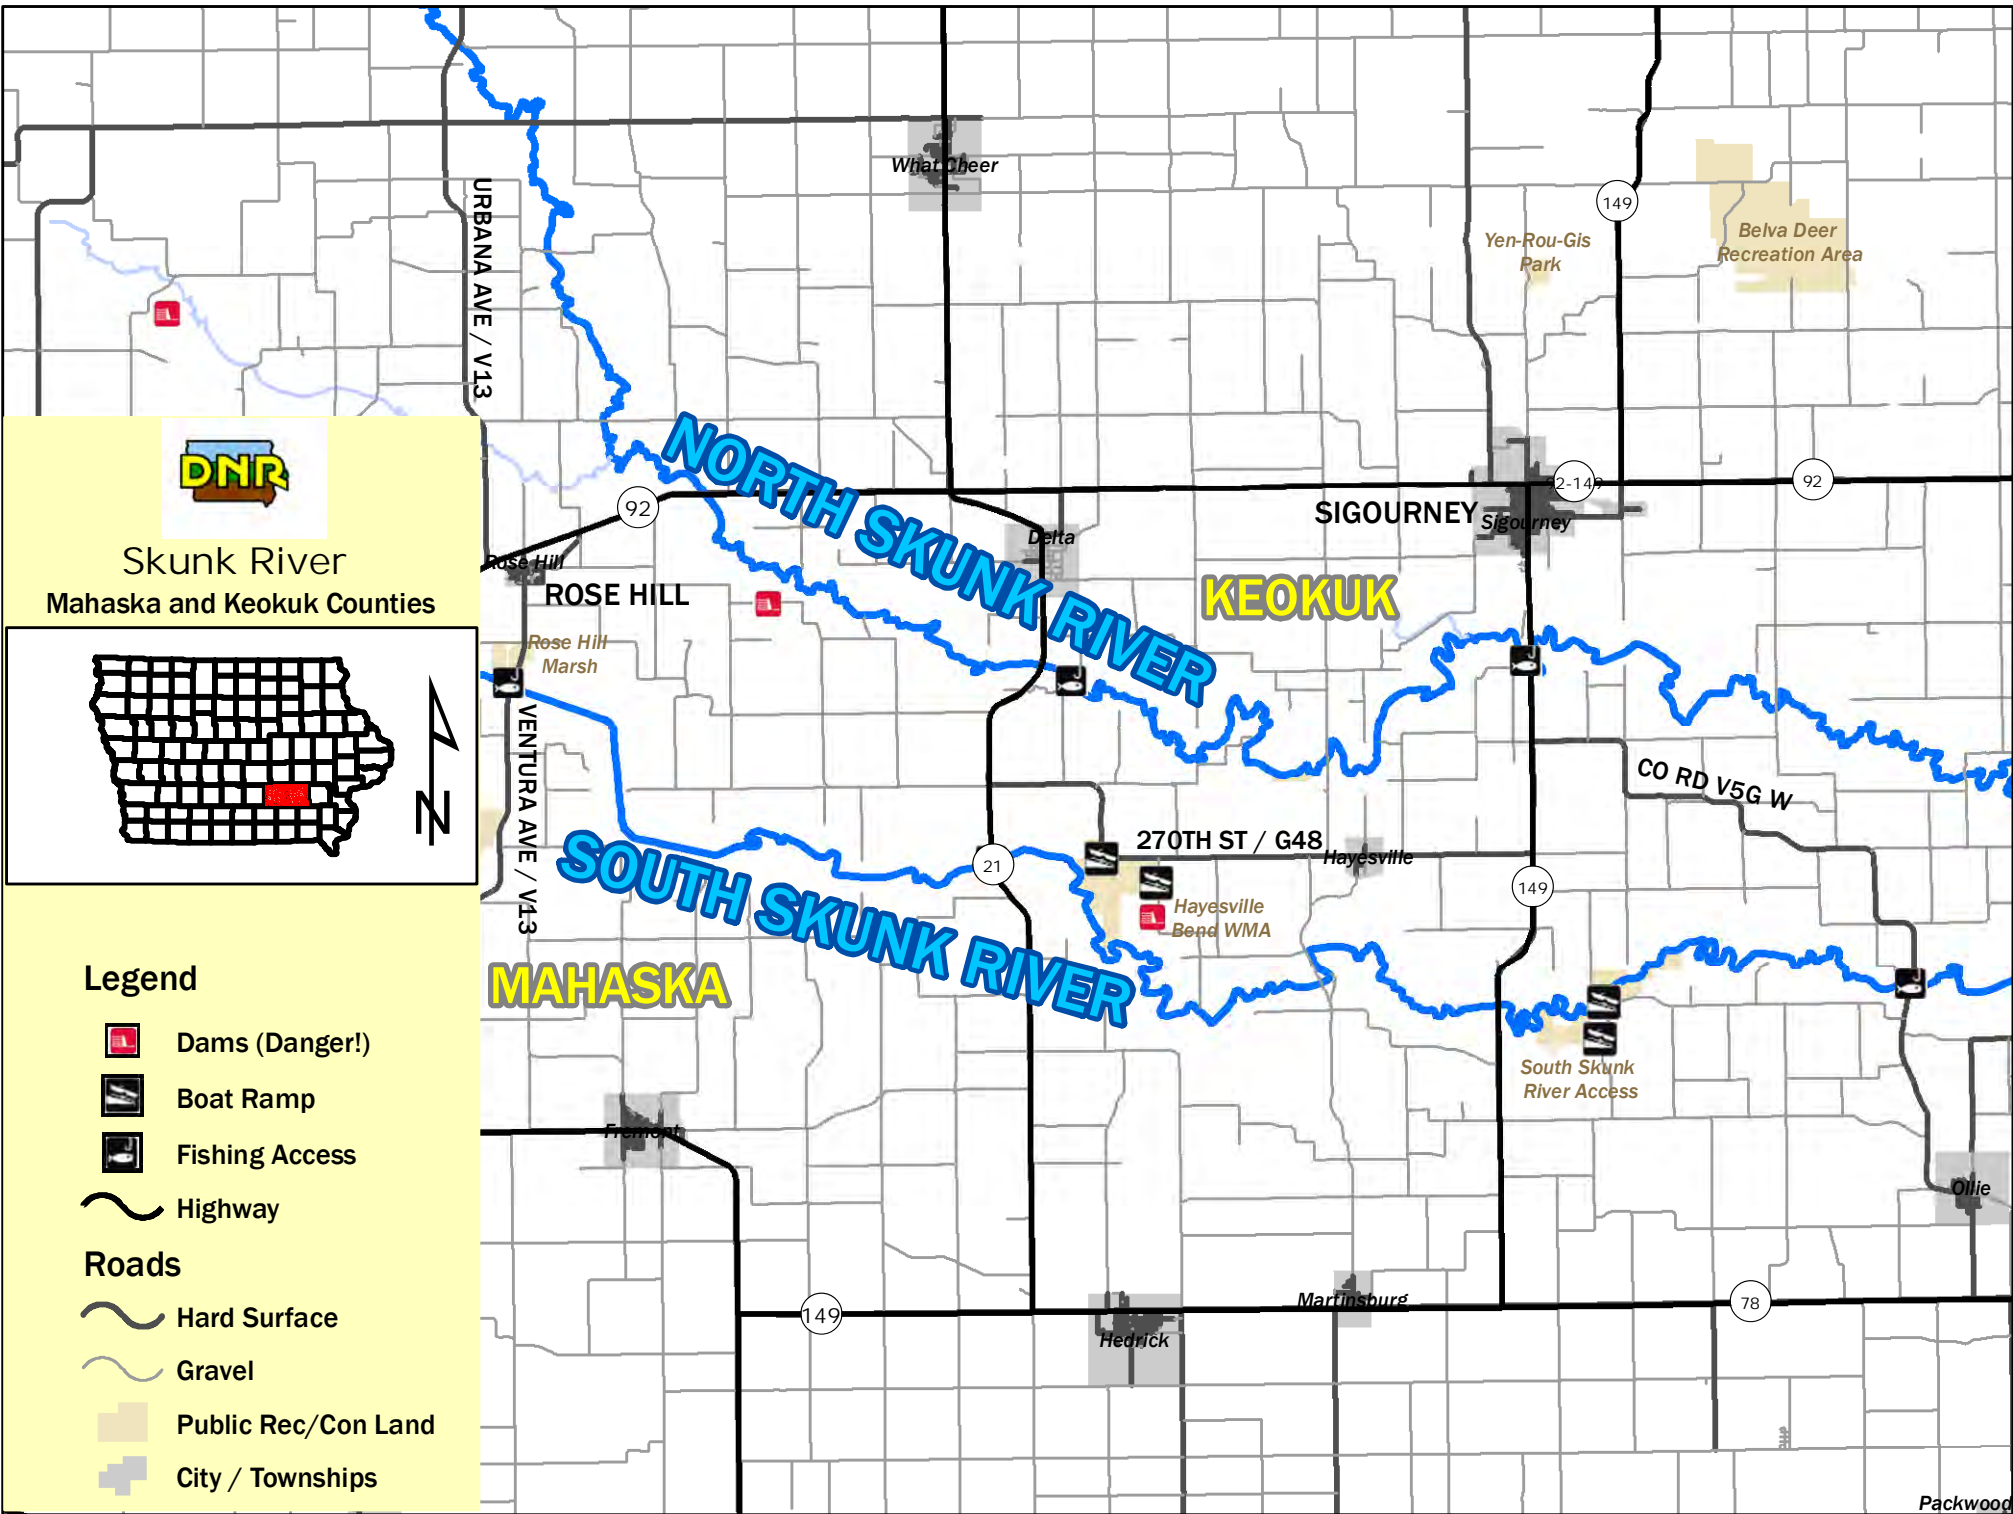 What Cheer
URBANA AVE / V13
149
Yen-Rou-Gis
Park
Belva Deer
Recreation Area
DNR
Skunk River
Mahaska and Keokuk Counties
N
NORTH SKUNK RIVER
92
92-149
92
SIGOURNEY
Sigourney
Delta
Rose Hill
ROSE HILL
KEOKUK
Rose Hill
Marsh
VENTURA AVE / V13
CO RD V5G W
270TH ST / G48
Hayesville
SOUTH SKUNK RIVER
21
149
Hayesville
Bend WMA
MAHASKA
South Skunk
River Access
Fremont
Ollie
Martinsburg
149
78
Hedrick
Packwood
Legend
Dams (Danger!)
Boat Ramp
Fishing Access
Highway
Roads
Hard Surface
Gravel
Public Rec/Con Land
City / Townships